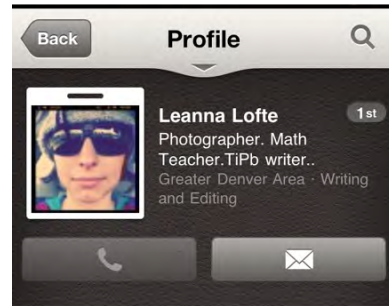 Back
Profile
Leanna Lofte
1st
Photographer. Math
Teacher.TiPb writer..
Greater Denver Area · Writing
and Editing